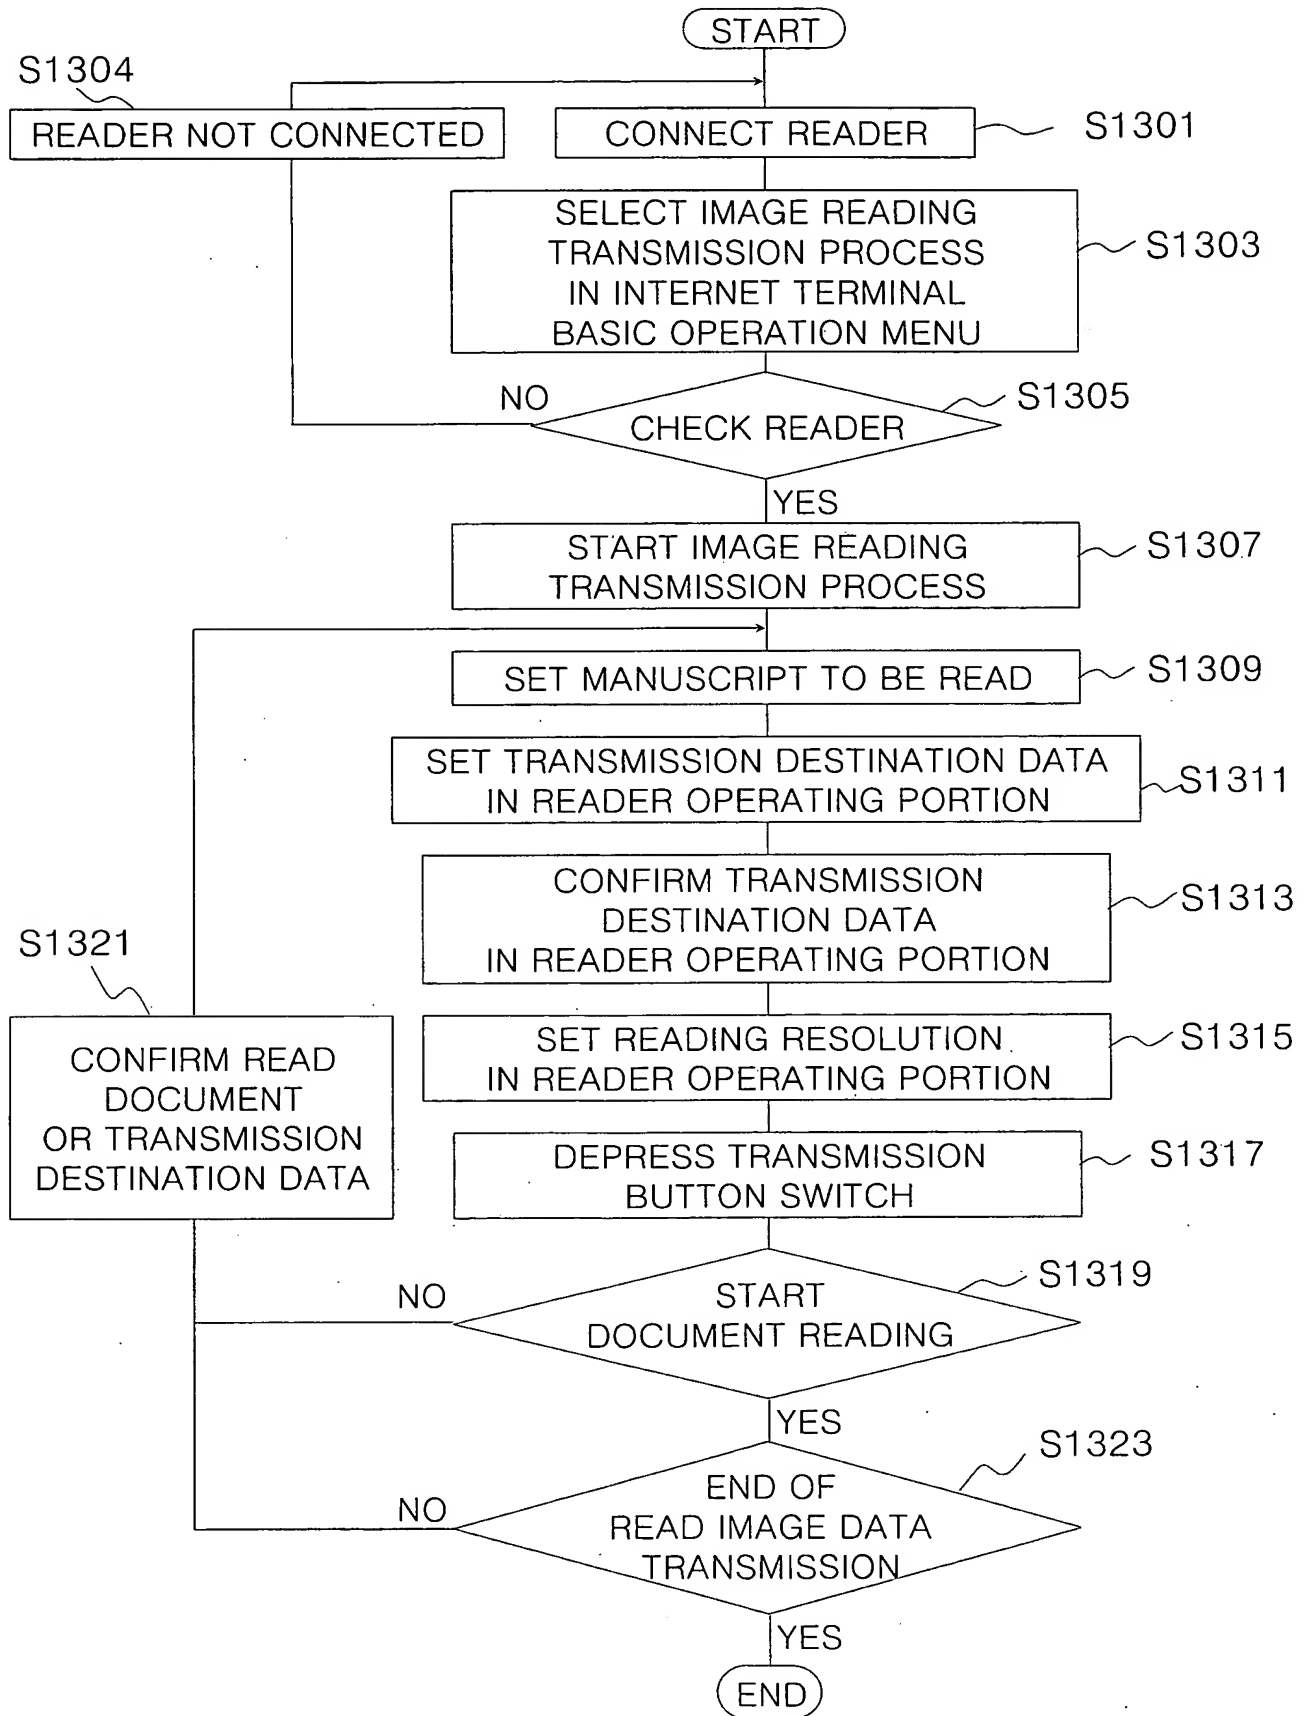 START
S1304
READER NOT CONNECTED
CONNECT READER
S1301
SELECT IMAGE READING
TRANSMISSION PROCESS
IN INTERNET TERMINAL
BASIC OPERATION MENU
S1303
NO
CHECK READER
S1305
YES
START IMAGE READING
TRANSMISSION PROCESS
S1307
SET MANUSCRIPT TO BE READ
S1309
SET TRANSMISSION DESTINATION DATA
IN READER OPERATING PORTION
S1311
CONFIRM TRANSMISSION
DESTINATION DATA
IN READER OPERATING PORTION
S1313
S1321
CONFIRM READ
DOCUMENT
OR TRANSMISSION
DESTINATION DATA
SET READING RESOLUTION
IN READER OPERATING PORTION
S1315
DEPRESS TRANSMISSION
BUTTON SWITCH
S1317
NO
START
DOCUMENT READING
S1319
YES
NO
END OF
READ IMAGE DATA
TRANSMISSION
S1323
YES
END